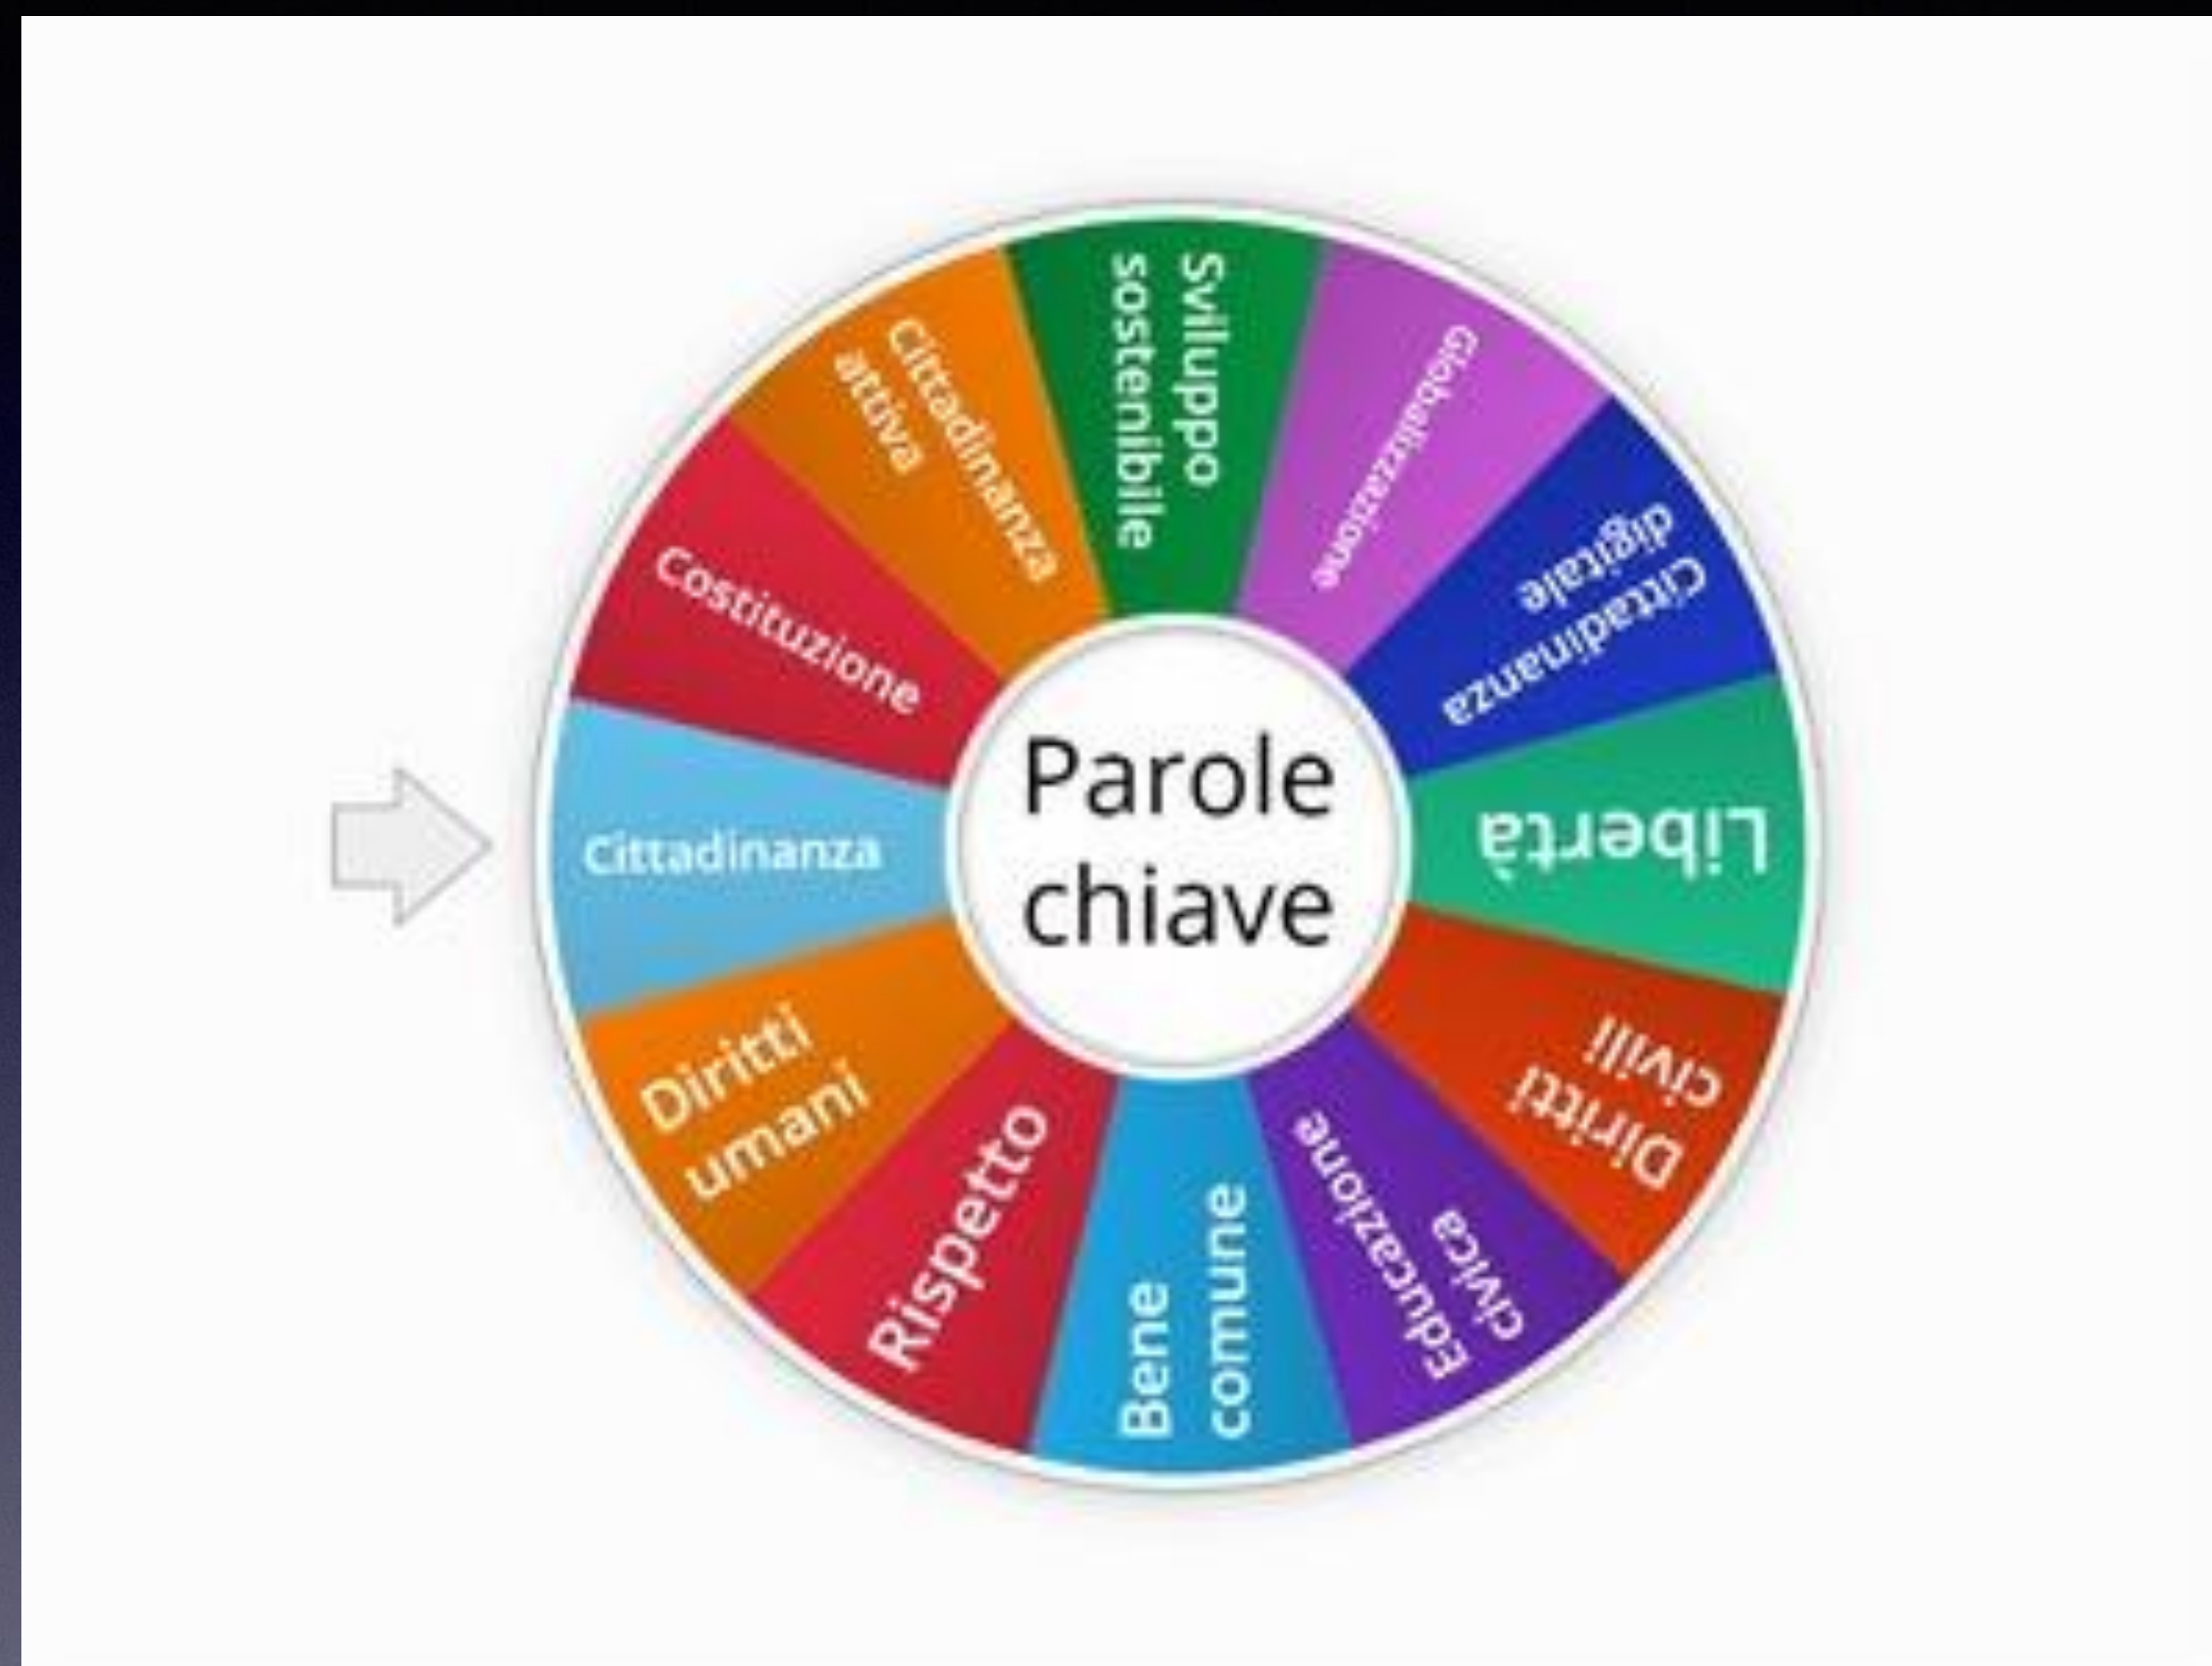 Parole
chiave
Cittadinanza
Costituzione
Cittadinanza
attiva
Sviluppo
sostenibile
Globalizzazione
Cittadinanza
digitale
Libertà
Diritti
civili
Educazione
civica
Bene
comune
Rispetto
Diritti
umani